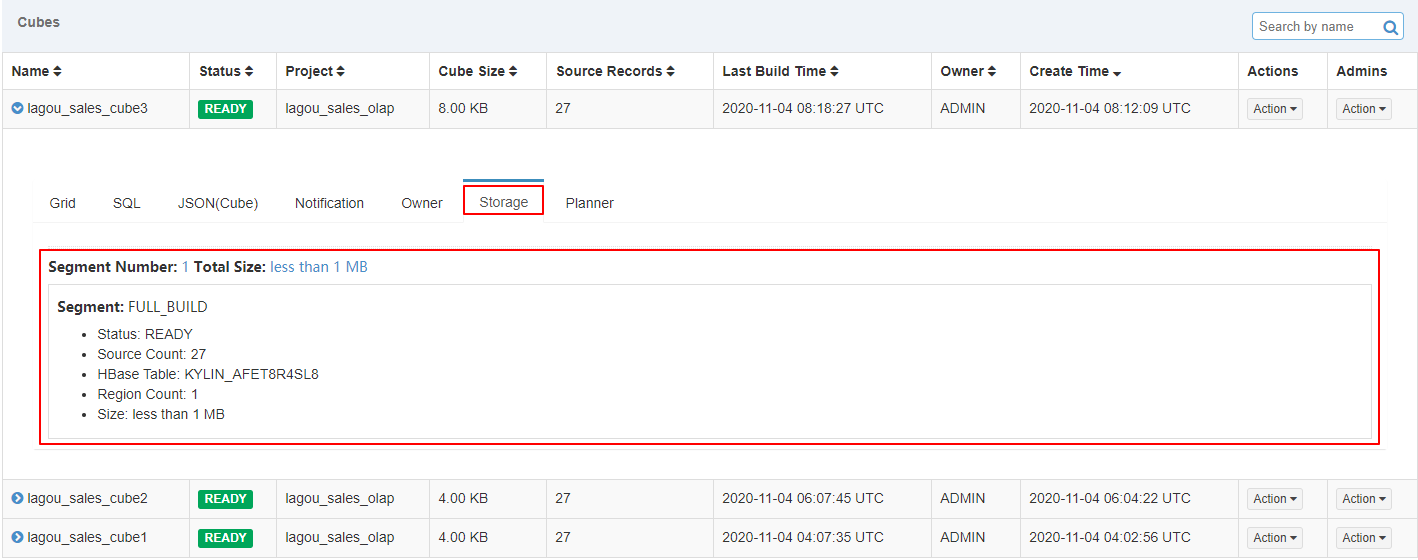 Cubes
Search by name
Name Status Project Cube Size Source Records Last Build Time Owner Create Time Actions Admins
lagou_sales_cube3 READY lagou_sales_olap 8.00 KB 27 2020-11-04 08:18:27 UTC ADMIN 2020-11-04 08:12:09 UTC Action Action
Grid SQL JSON(Cube) Notification Owner Storage Planner
Segment Number: 1 Total Size: less than 1 MB
Segment: FULL_BUILD
• Status: READY
• Source Count: 27
• HBase Table: KYLIN_AFET8R4SL8
• Region Count: 1
• Size: less than 1 MB
lagou_sales_cube2 READY lagou_sales_olap 4.00 KB 27 2020-11-04 06:07:45 UTC ADMIN 2020-11-04 06:04:22 UTC Action Action
lagou_sales_cube1 READY lagou_sales_olap 4.00 KB 27 2020-11-04 04:07:35 UTC ADMIN 2020-11-04 04:02:56 UTC Action Action